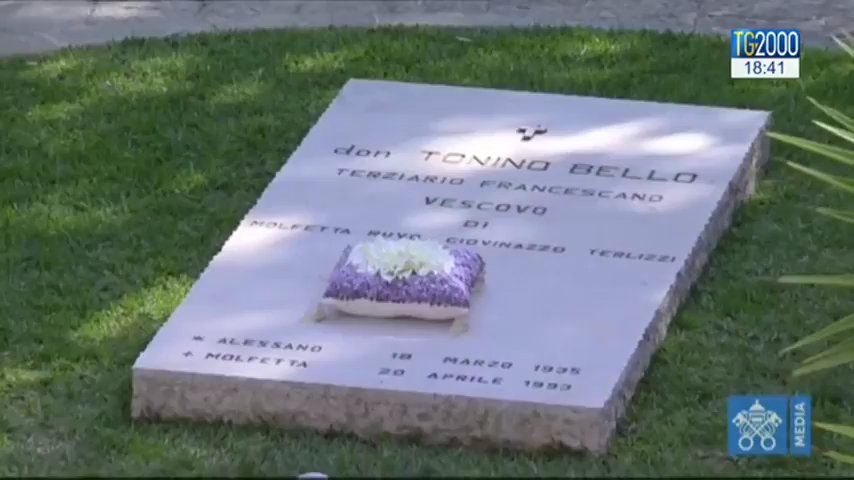 TG2000
18:41
don TONINO BELLO
TERZIARIO FRANCESCANO
VESCOVO
DI
MOLFETTA RUVO GIOVINAZZO TERLIZZI
* ALESSANO 18 MARZO 1935
+ MOLFETTA 20 APRILE 1993
MEDIA